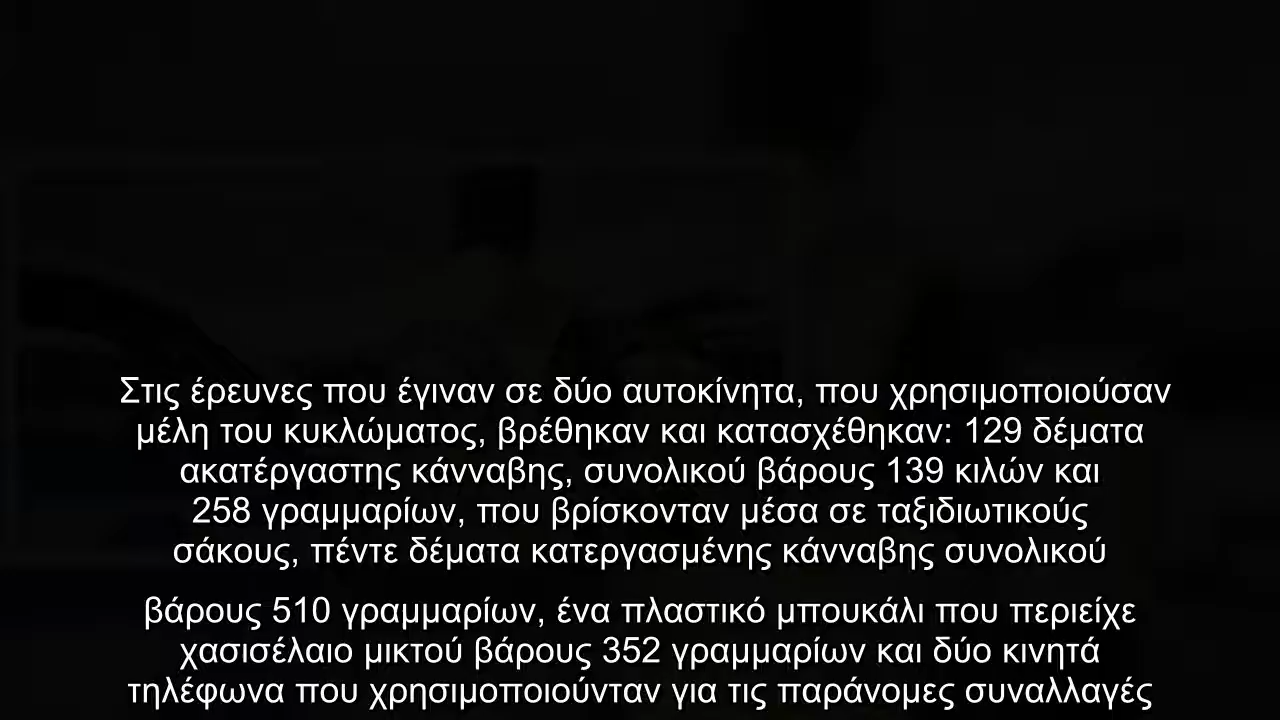 Στις έρευνες που έγιναν σε δύο αυτοκίνητα, που χρησιμοποιούσαν
μέλη του κυκλώματος, βρέθηκαν και κατασχέθηκαν: 129 δέματα
ακατέργαστης κάνναβης, συνολικού βάρους 139 κιλών και
258 γραμμαρίων, που βρίσκονταν μέσα σε ταξιδιωτικούς
σάκους, πέντε δέματα κατεργασμένης κάνναβης συνολικού
βάρους 510 γραμμαρίων, ένα πλαστικό μπουκάλι που περιείχε
χασισέλαιο μικτού βάρους 352 γραμμαρίων και δύο κινητά
τηλέφωνα που χρησιμοποιούνταν για τις παράνομες συναλλαγές